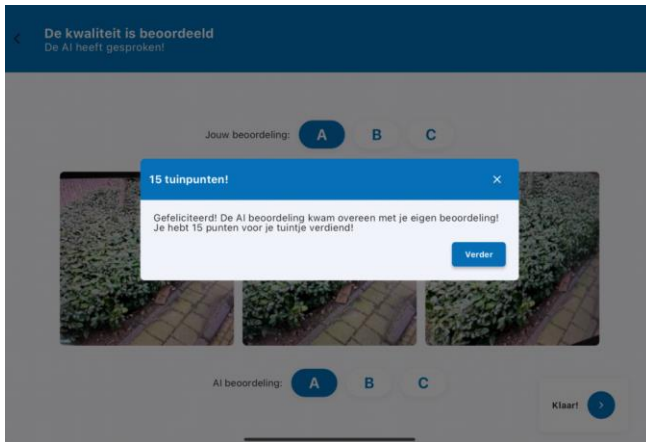 De kwaliteit is beoordeeld
De AI heeft gesproken!
Jouw beoordeling: A B C
15 tuinpunten!
Gefeliciteerd! De AI beoordeling kwam overeen met je eigen beoordeling!
Je hebt 15 punten voor je tuintje verdiend!
Verder
AI beoordeling: A B C
Klaar!